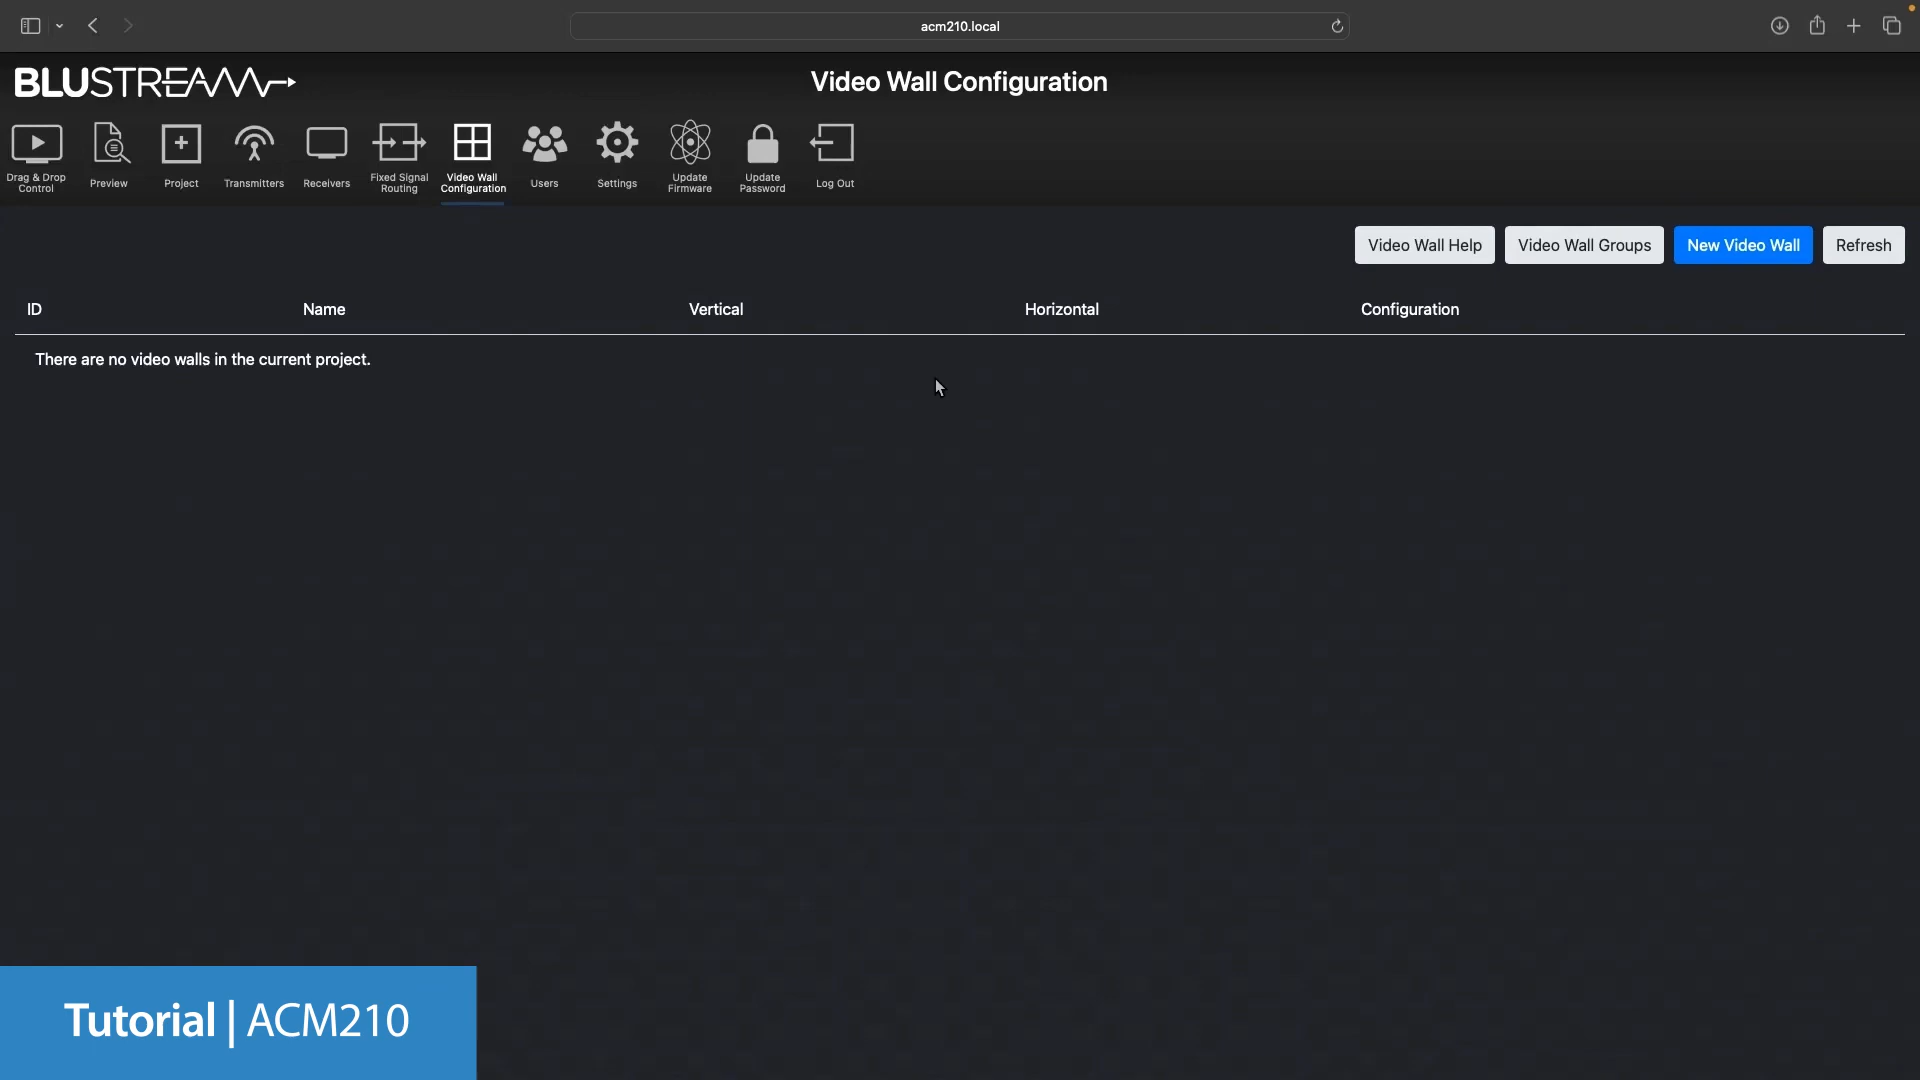 acm210.local
BLUSTREAM
Video Wall Configuration
Drag & Drop
Control
Preview
Project
Transmitters
Receivers
Fixed Signal
Routing
Video Wall
Configuration
Users
Settings
Update
Firmware
Update
Password
Log Out
Video Wall Help
Video Wall Groups
New Video Wall
Refresh
ID
Name
Vertical
Horizontal
Configuration
There are no video walls in the current project.
Tutorial | ACM210